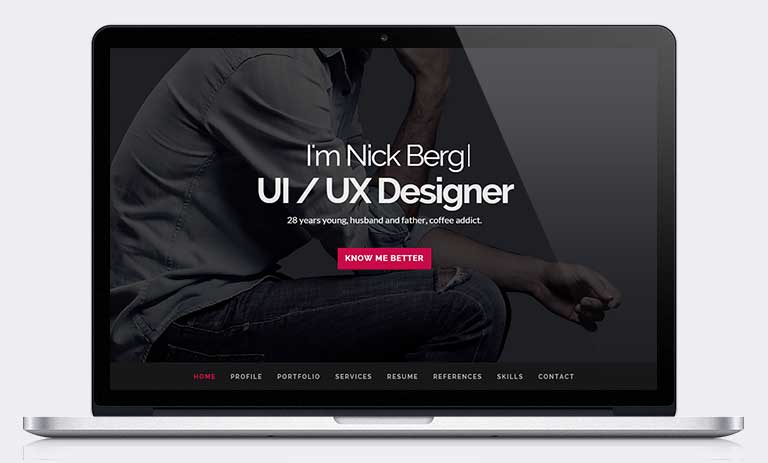 I'm Nick Berg|
UI / UX Designer
28 years young, husband and father, coffee addict.
KNOW ME BETTER
HOME PROFILE PORTFOLIO SERVICES RESUME REFERENCES SKILLS CONTACT